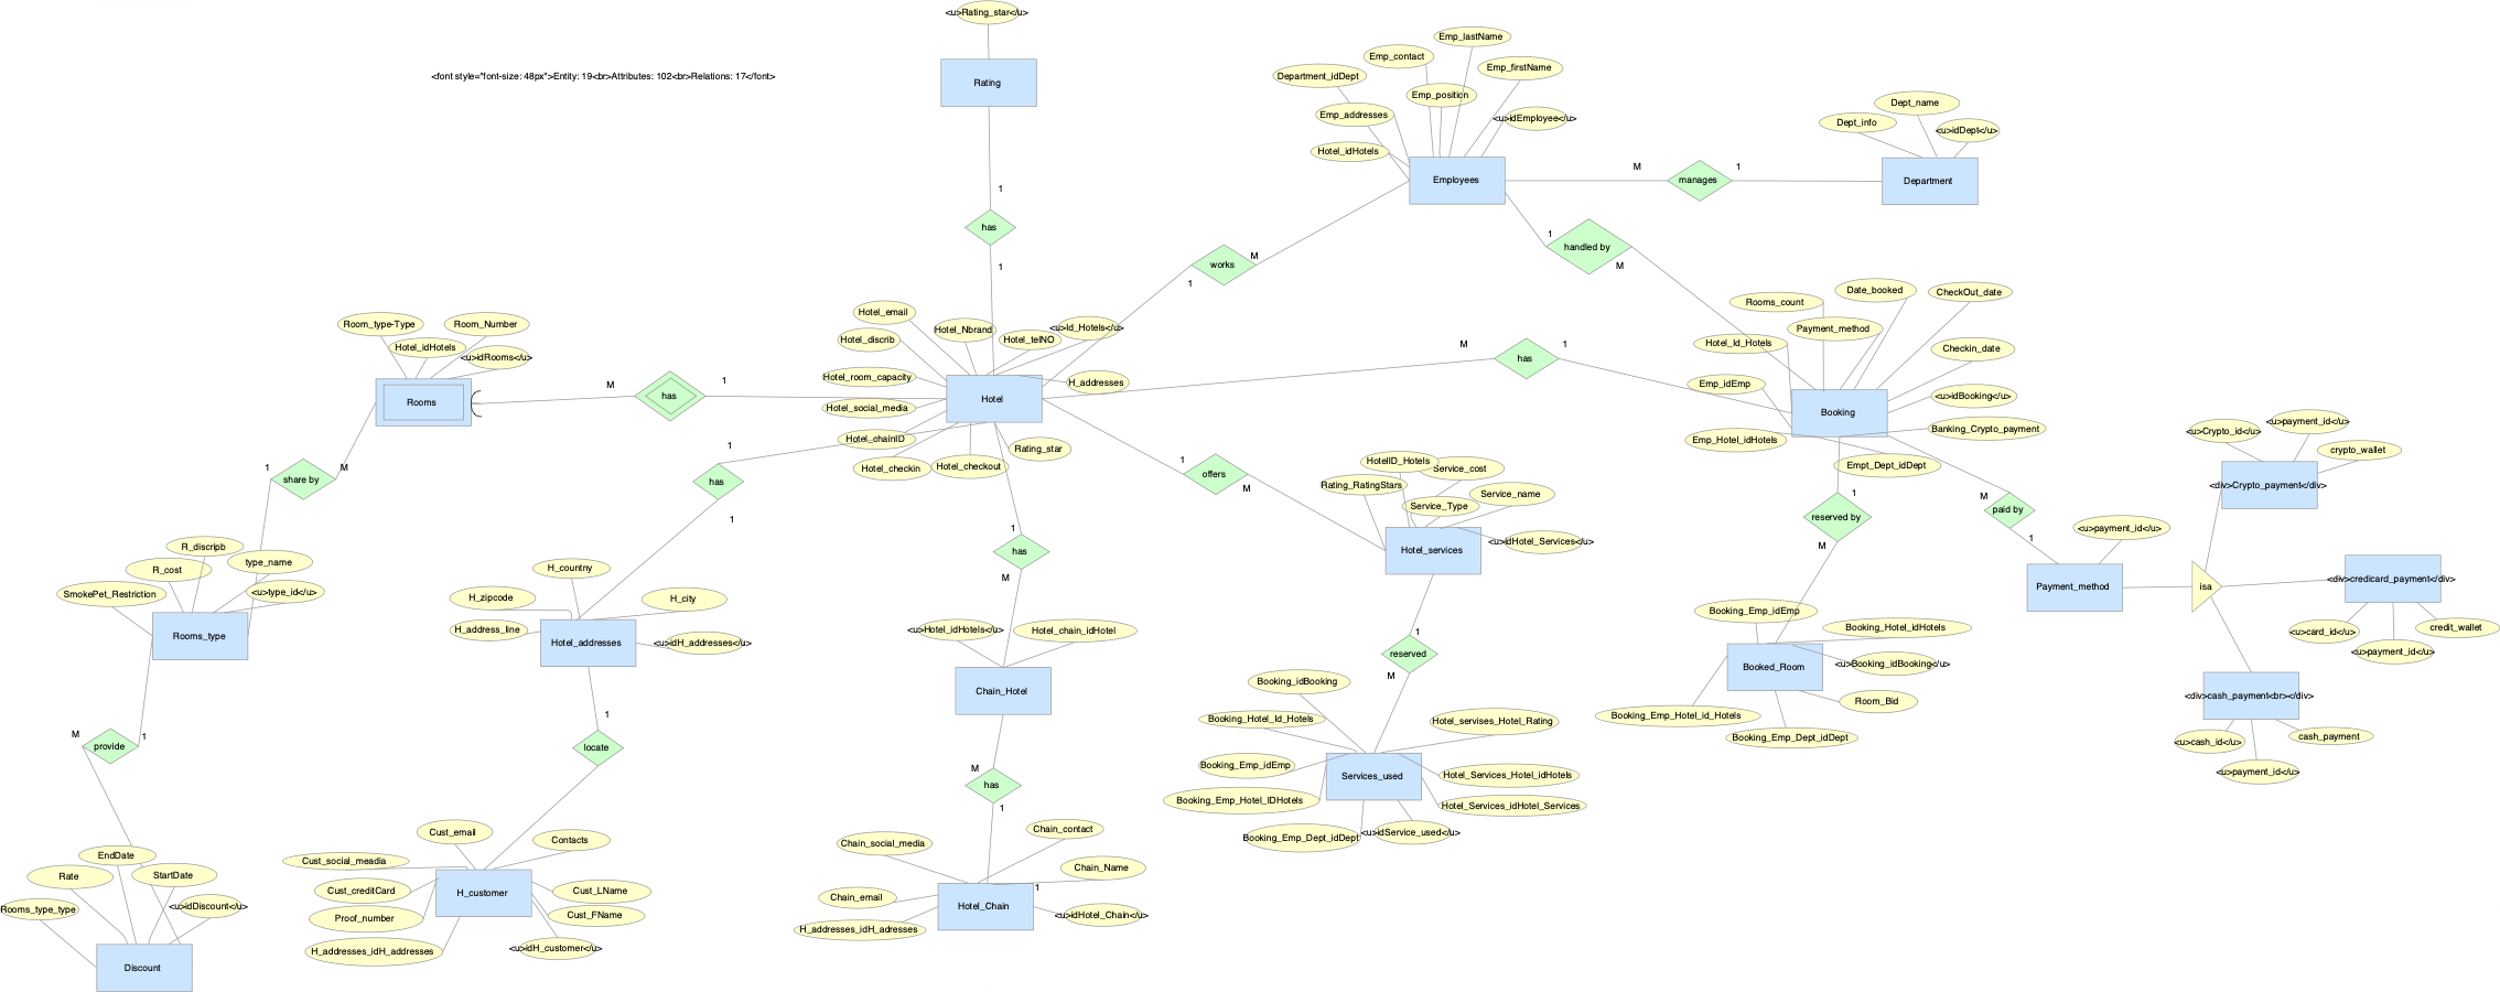 <u>Rating_star</u>
Rating
<font style="font-size: 48px">Entity: 19<br>Attributes: 102<br>Relations: 17</font>
1
has
1
Emp_lastName
Emp_contact
Emp_firstName
Department_idDept
Emp_position
Emp_addresses
<u>idEmployee</u>
Hotel_idHotels
Employees
M
manages
1
Dept_name
Dept_info
<u>idDept</u>
Department
works
M
1
1
handled by
M
Room_type-Type
Room_Number
Hotel_idHotels
<u>idRooms</u>
Rooms
M
has
1
Hotel_email
Hotel_Nbrand
<u>Id_Hotels</u>
Hotel_discrib
Hotel_telNO
Hotel_room_capacity
H_addresses
Hotel
Hotel_social_media
Hotel_chainID
Rating_star
Hotel_checkin
Hotel_checkout
M
has
1
Date_booked
CheckOut_date
Rooms_count
Payment_method
Hotel_Id_Hotels
Checkin_date
Emp_idEmp
<u>idBooking</u>
Booking
Banking_Crypto_payment
Emp_Hotel_idHotels
Empt_Dept_idDept
1
share by
M
1
has
1
1
offers
M
HotelID_Hotels
Service_cost
Rating_RatingStars
Service_name
Service_Type
<u>idHotel_Services</u>
Hotel_services
1
reserved by
M
M
paid by
1
<u>Crypto_id</u>
<u>payment_id</u>
crypto_wallet
<div>Crypto_payment</div>
<u>payment_id</u>
Payment_method
isa
<div>credicard_payment</div>
<u>card_id</u>
credit_wallet
<u>payment_id</u>
<div>cash_payment<br></div>
<u>cash_id</u>
cash_payment
<u>payment_id</u>
R_discripb
R_cost
type_name
SmokePet_Restriction
<u>type_id</u>
Rooms_type
H_countny
H_zipcode
H_city
H_address_line
<u>idH_addresses</u>
Hotel_addresses
1
has
M
<u>Hotel_idHotels</u>
Hotel_chain_idHotel
Chain_Hotel
1
reserved
M
Booking_Emp_idEmp
Booking_Hotel_idHotels
<u>Booking_idBooking</u>
Booked_Room
Room_Bid
Booking_Emp_Hotel_id_Hotels
Booking_Emp_Dept_idDept
Booking_idBooking
Booking_Hotel_Id_Hotels
Hotel_servises_Hotel_Rating
Booking_Emp_idEmp
Hotel_Services_Hotel_idHotels
Services_used
Booking_Emp_Hotel_IDHotels
Hotel_Services_idHotel_Services
Booking_Emp_Dept_idDept
<u>idService_used</u>
M
provide
1
1
locate
M
has
1
EndDate
Rate
StartDate
Rooms_type_type
<u>idDiscount</u>
Discount
Cust_email
Contacts
Cust_social_meadia
Cust_creditCard
Cust_LName
H_customer
Proof_number
Cust_FName
H_addresses_idH_addresses
<u>idH_customer</u>
Chain_contact
Chain_social_media
Chain_Name
1
Chain_email
Hotel_Chain
<u>idHotel_Chain</u>
H_addresses_idH_adresses